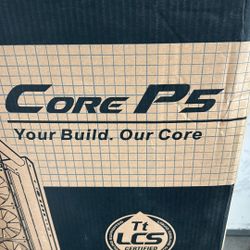 CORE P5
Your Build. Our Core
Tt
LCS
CERTIFIED